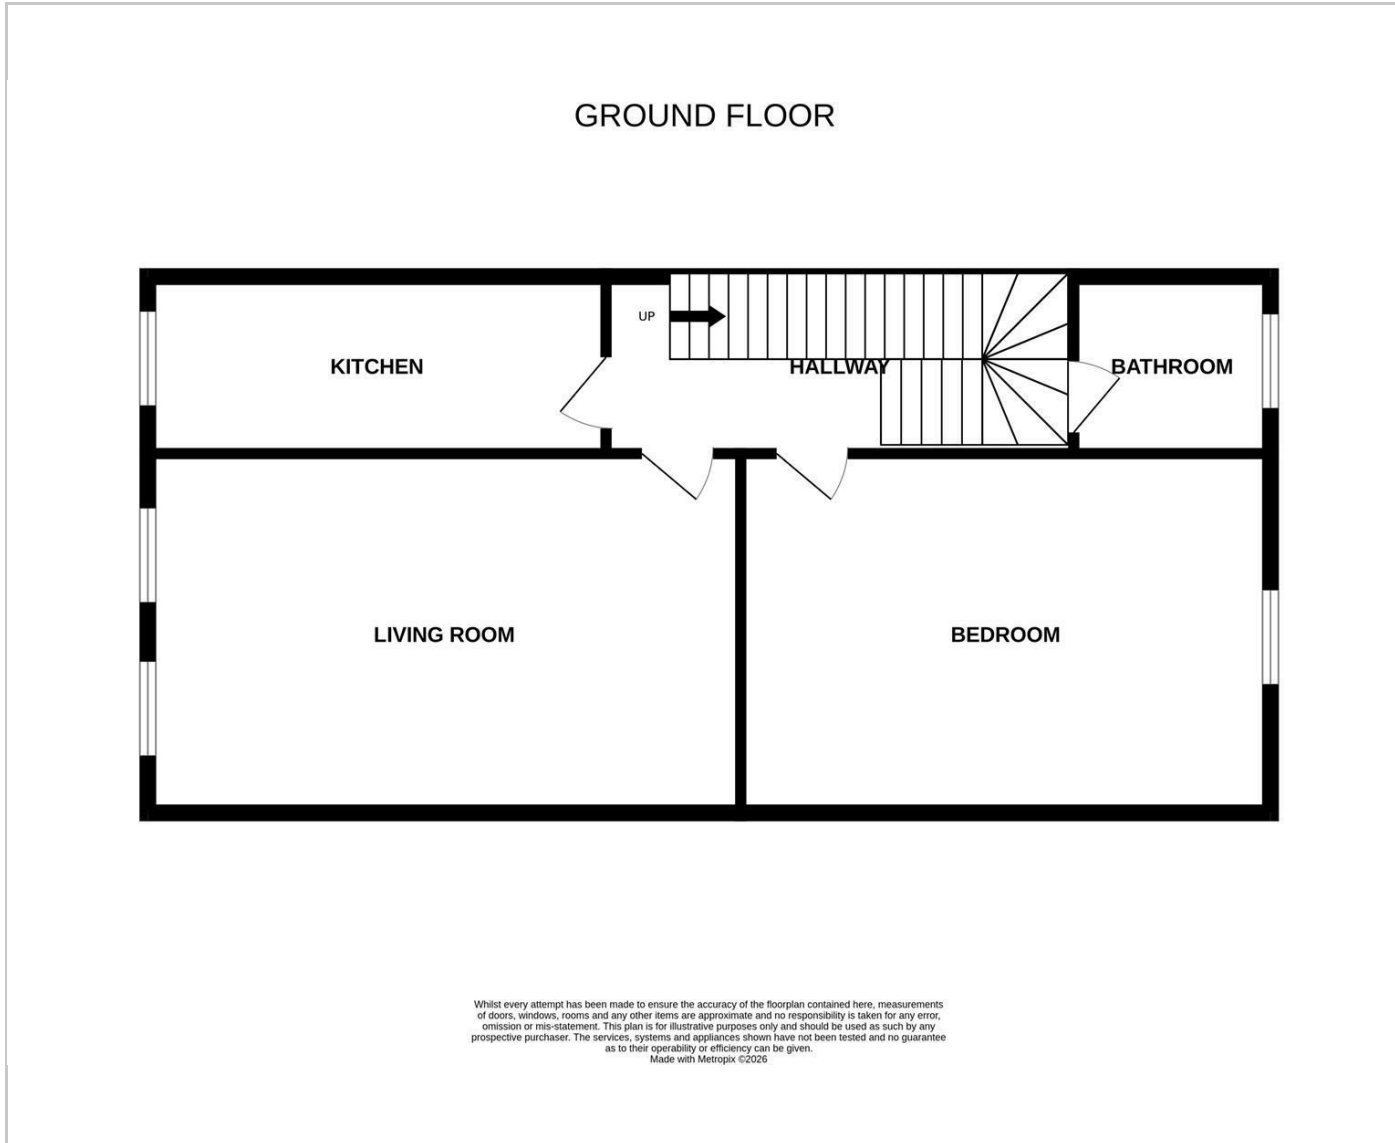 GROUND FLOOR
UP
KITCHEN
HALLWAY
BATHROOM
LIVING ROOM
BEDROOM
Whilst every attempt has been made to ensure the accuracy of the floorplan contained here, measurements
of doors, windows, rooms and any other items are approximate and no responsibility is taken for any error,
omission or mis-statement. This plan is for illustrative purposes only and should be used as such by any
prospective purchaser. The services, systems and appliances shown have not been tested and no guarantee
as to their operability or efficiency can be given.
Made with Metropix ©2026